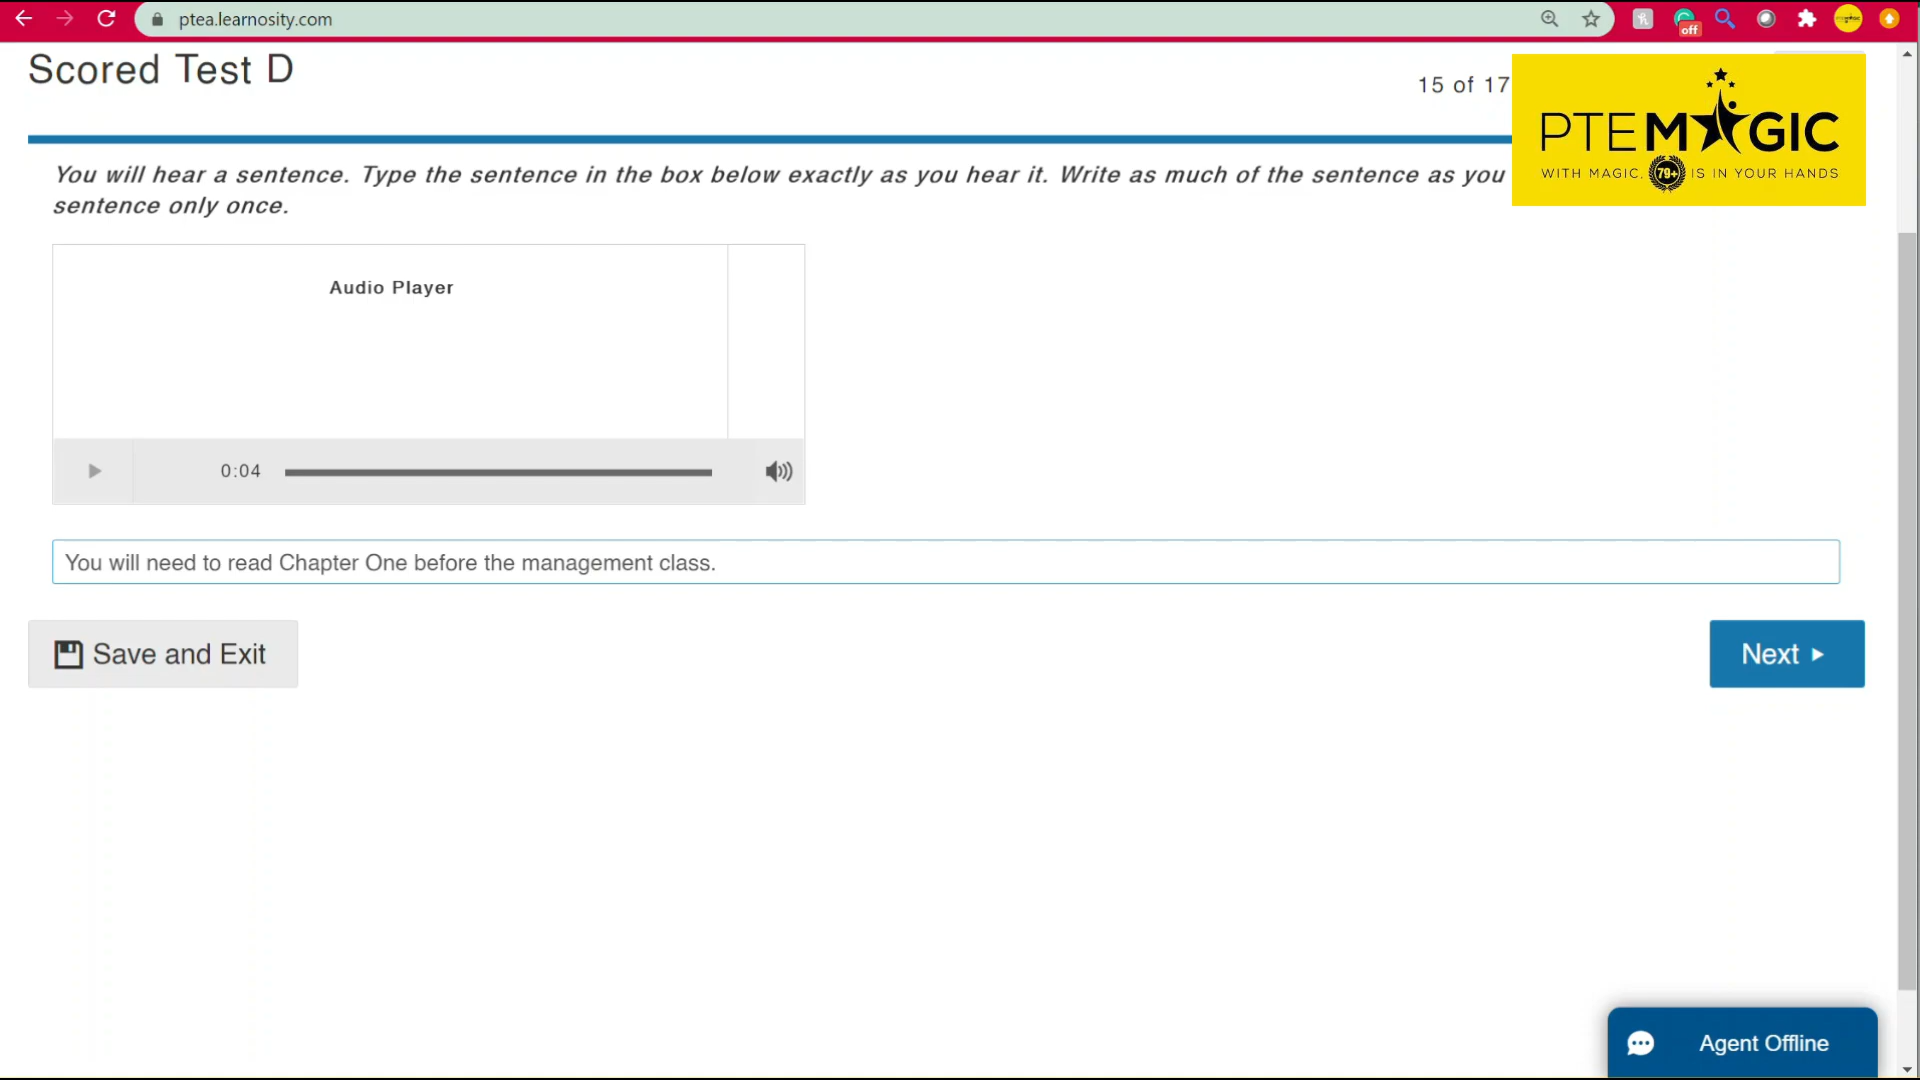 ptea.learnosity.com
off
Scored Test D
15 of 17
PTEMAGIC
WITH MAGIC, 79+ IS IN YOUR HANDS
You will hear a sentence. Type the sentence in the box below exactly as you hear it. Write as much of the sentence as you
sentence only once.
Audio Player
0:04
You will need to read Chapter One before the management class.
Save and Exit
Next
Agent Offline